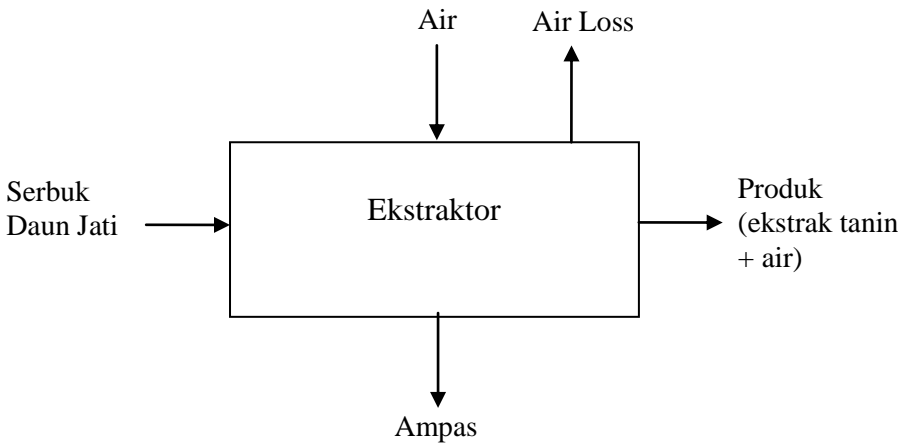 Air
Air Loss
Serbuk
Daun Jati
Ekstraktor
Produk
(ekstrak tanin
+ air)
Ampas